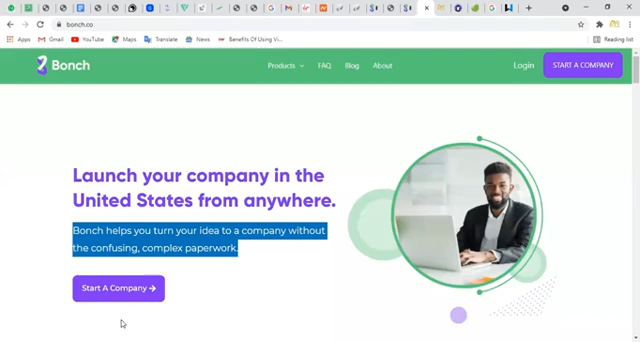 bonch.co
Apps
Gmail
YouTube
Maps
Translate
News
Benefits Of Using Vi...
Reading list
Bonch
Products
FAQ
Blog
About
Login
START A COMPANY
Launch your company in the
United States from anywhere.
Bonch helps you turn your idea to a company without
the confusing, complex paperwork.
Start A Company